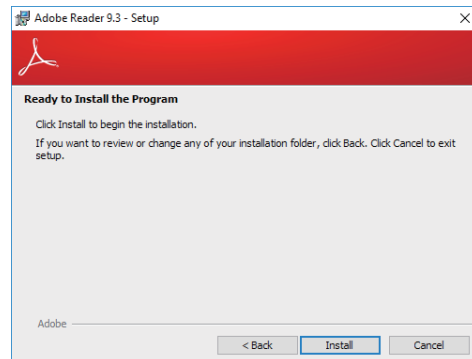 Adobe Reader 9.3 - Setup
Ready to Install the Program
Click Install to begin the installation.
If you want to review or change any of your installation folder, click Back. Click Cancel to exit
setup.
Adobe
< Back Install Cancel